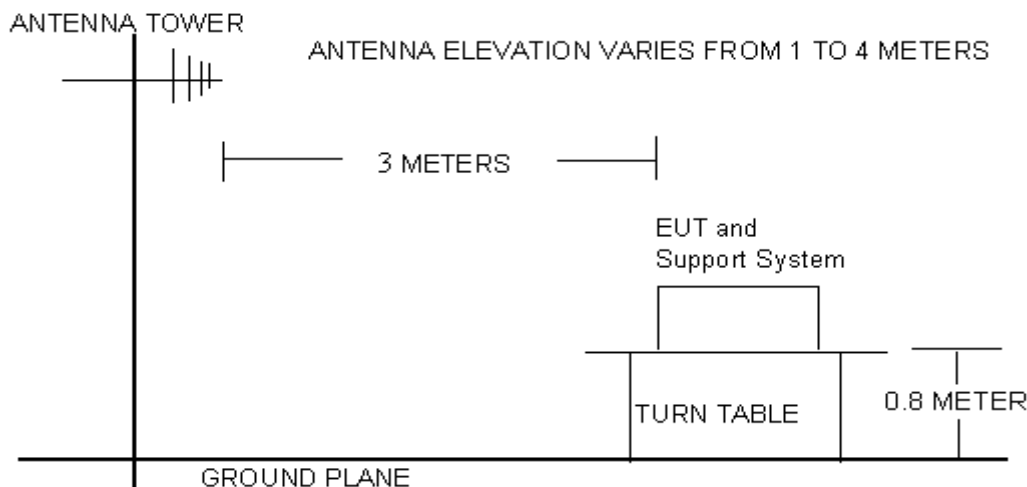 ANTENNA TOWER
ANTENNA ELEVATION VARIES FROM 1 TO 4 METERS
3 METERS
EUT and
Support System
TURN TABLE
0.8 METER
GROUND PLANE